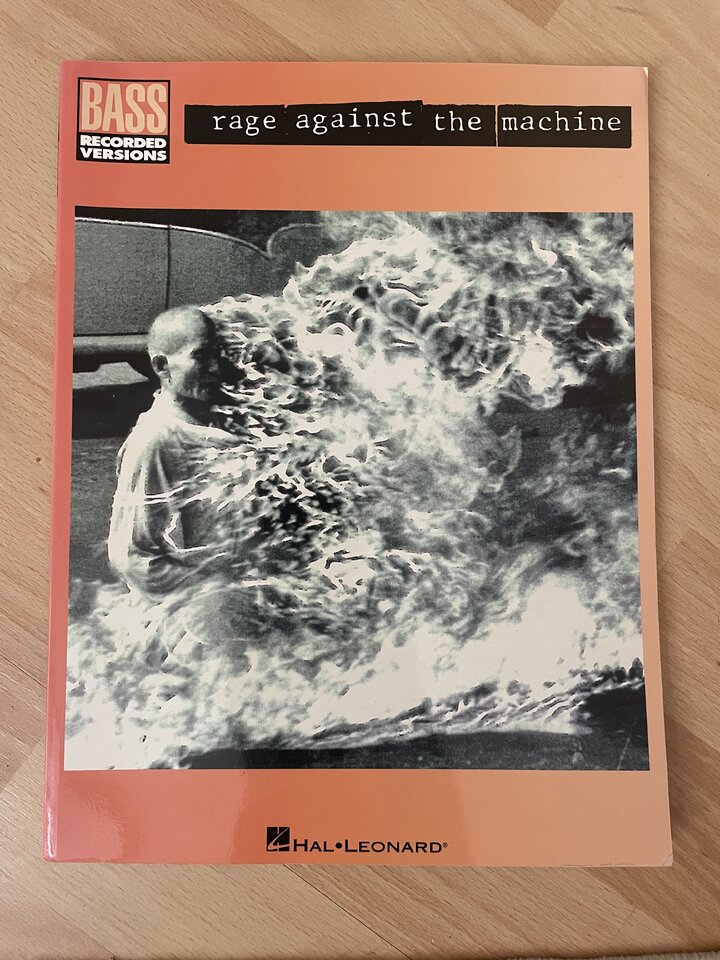 BASS
RECORDED
VERSIONS
rage against the machine
HAL•LEONARD®